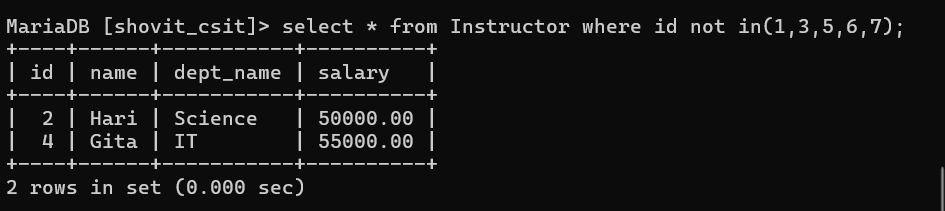 MariaDB [shovit_csit]> select * from Instructor where id not in(1,3,5,6,7);
+----+------+-----------+----------+
| id | name | dept_name | salary   |
+----+------+-----------+----------+
|  2 | Hari | Science   | 50000.00 |
|  4 | Gita | IT        | 55000.00 |
+----+------+-----------+----------+
2 rows in set (0.000 sec)